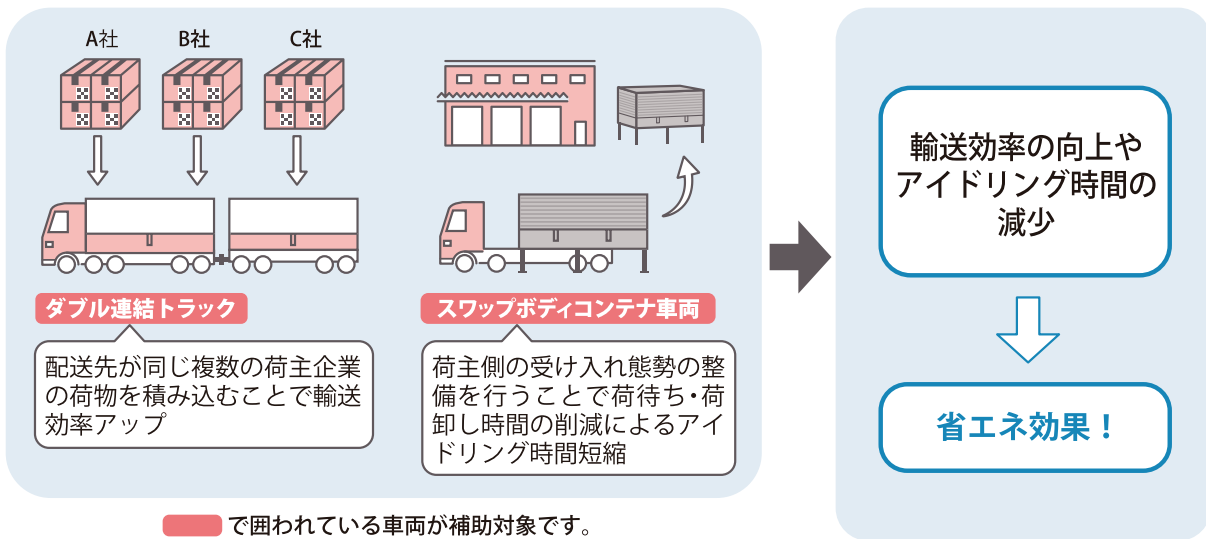 A社
B社
C社
ダブル連結トラック
配送先が同じ複数の荷主企業
の荷物を積み込むことで輸送
効率アップ
スワップボディコンテナ車両
荷主側の受け入れ態勢の整
備を行うことで荷待ち・荷
卸し時間の削減によるアイ
ドリング時間短縮
で囲われている車両が補助対象です。
輸送効率の向上や
アイドリング時間の
減少
省エネ効果！